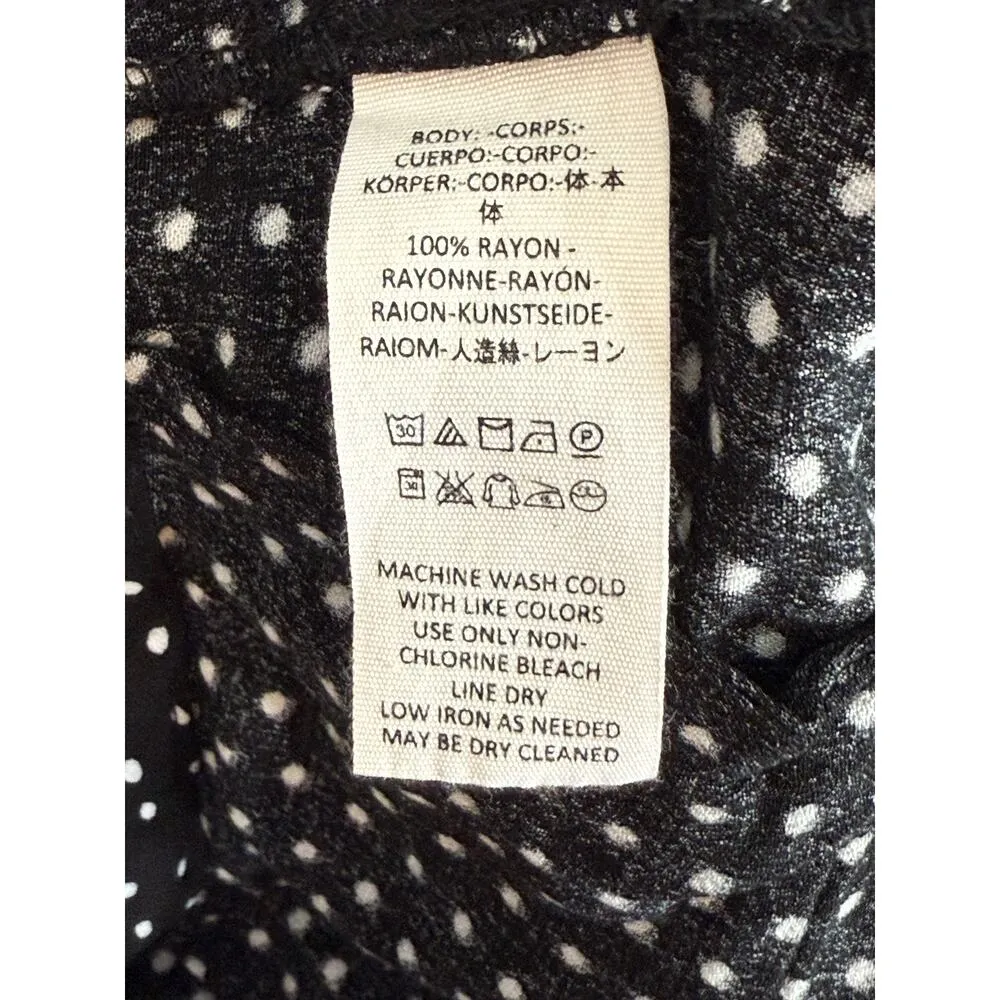 BODY: -CORPS:-
CUERPO:-CORPO:-
KÖRPER:-CORPO:-体-本
体
100% RAYON -
RAYONNE-RAYÓN-
RAION-KUNSTSEIDE-
RAIOM-人造絲-レーヨン
30 P
30
MACHINE WASH COLD
WITH LIKE COLORS
USE ONLY NON-
CHLORINE BLEACH
LINE DRY
LOW IRON AS NEEDED
MAY BE DRY CLEANED